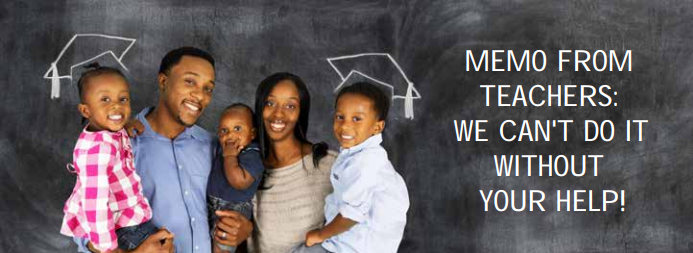 MEMO FROM
TEACHERS:
WE CAN'T DO IT
WITHOUT
YOUR HELP!